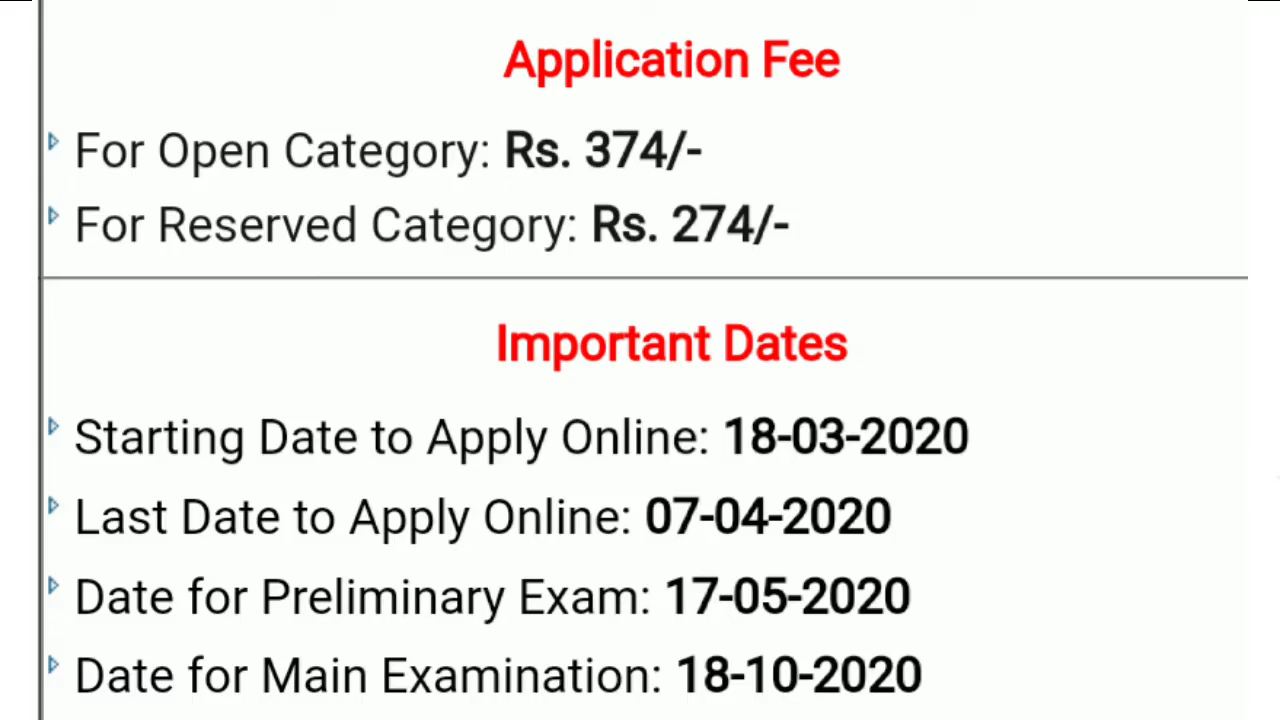 Application Fee
For Open Category: Rs. 374/-
For Reserved Category: Rs. 274/-
Important Dates
Starting Date to Apply Online: 18-03-2020
Last Date to Apply Online: 07-04-2020
Date for Preliminary Exam: 17-05-2020
Date for Main Examination: 18-10-2020